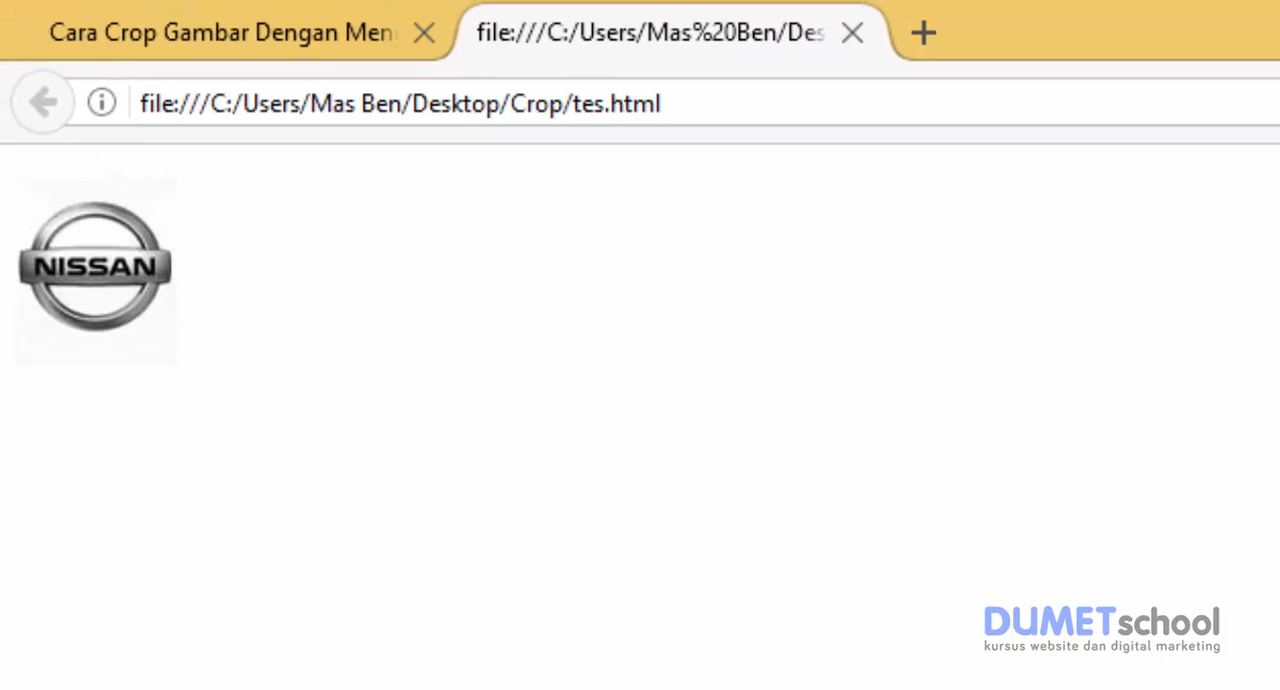 Cara Crop Gambar Dengan Men
file:///C:/Users/Mas%20Ben/Des
file:///C:/Users/Mas Ben/Desktop/Crop/tes.html
NISSAN
DUMETschool
kursus website dan digital marketing